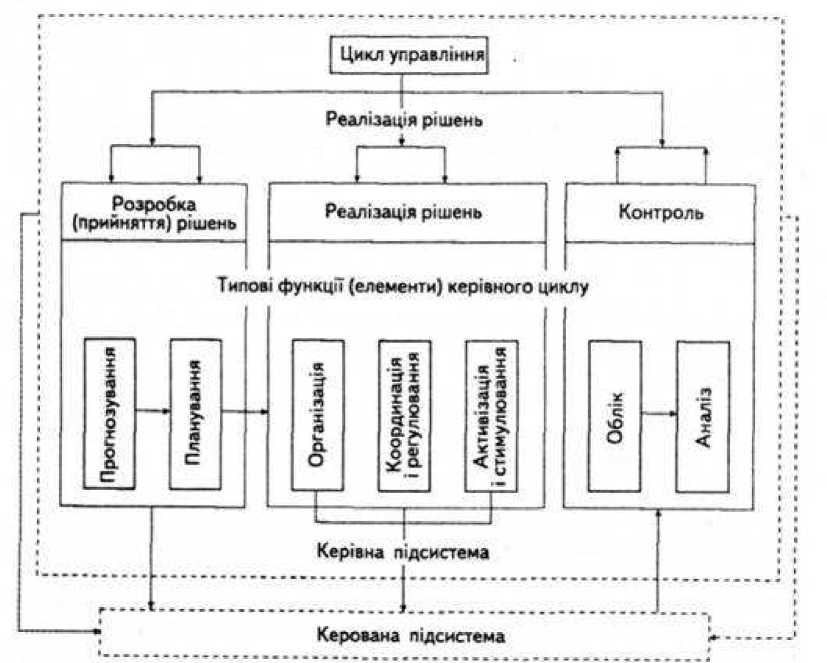 Цикл управління
Реалізація рішень
Розробка
(прийняття) рішень
Реалізація рішень
Контроль
Типові функції (елементи) керівного циклу
Прогнозування
Планування
Організація
Координація
і регулювання
Активізація
і стимулювання
Облік
Аналіз
Керівна підсистема
Керована підсистема